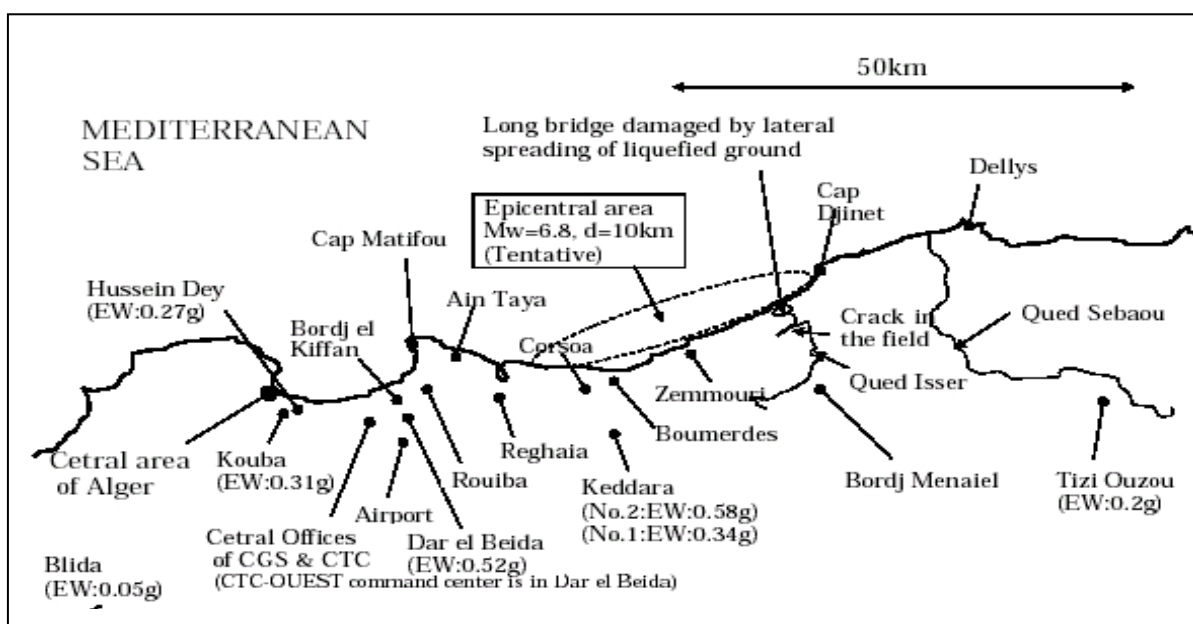 50km
MEDITERRANEAN
SEA
Long bridge damaged by lateral
spreading of liquefied ground
Dellys
Cap
Djinet
Epicentral area
Mw=6.8, d=10km
(Tentative)
Cap Matifou
Hussein Dey
(EW:0.27g)
Ain Taya
Bordj el
Kiffan
Corsoa
Crack in
the field
Qued Sebaou
Qued Isser
Zemmouri
Boumerdes
Reghaia
Rouiba
Kouba
(EW:0.31g)
Cetral area
of Alger
Airport
Keddara
(No.2:EW:0.58g)
(No.1:EW:0.34g)
Bordj Menaiel
Tizi Ouzou
(EW:0.2g)
Cetral Offices
of CGS & CTC
Dar el Beida
(EW:0.52g)
(CTC-OUEST command center is in Dar el Beida)
Blida
(EW:0.05g)